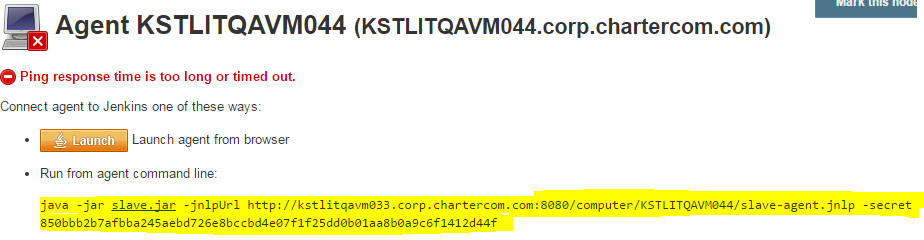 Mark this node
Agent KSTLITQAVM044 (KSTLITQAVM044.corp.chartercom.com)
Ping response time is too long or timed out.
Connect agent to Jenkins one of these ways:
Launch Launch agent from browser
Run from agent command line:
java -jar slave.jar -jnlpUrl http://kstlitqavm033.corp.chartercom.com:8080/computer/KSTLITQAVM044/slave-agent.jnlp -secret
850bbb2b7afbba245aebd726e8bccbd4e07f1f25dd0b01aa8b0a9c6f1412d44f